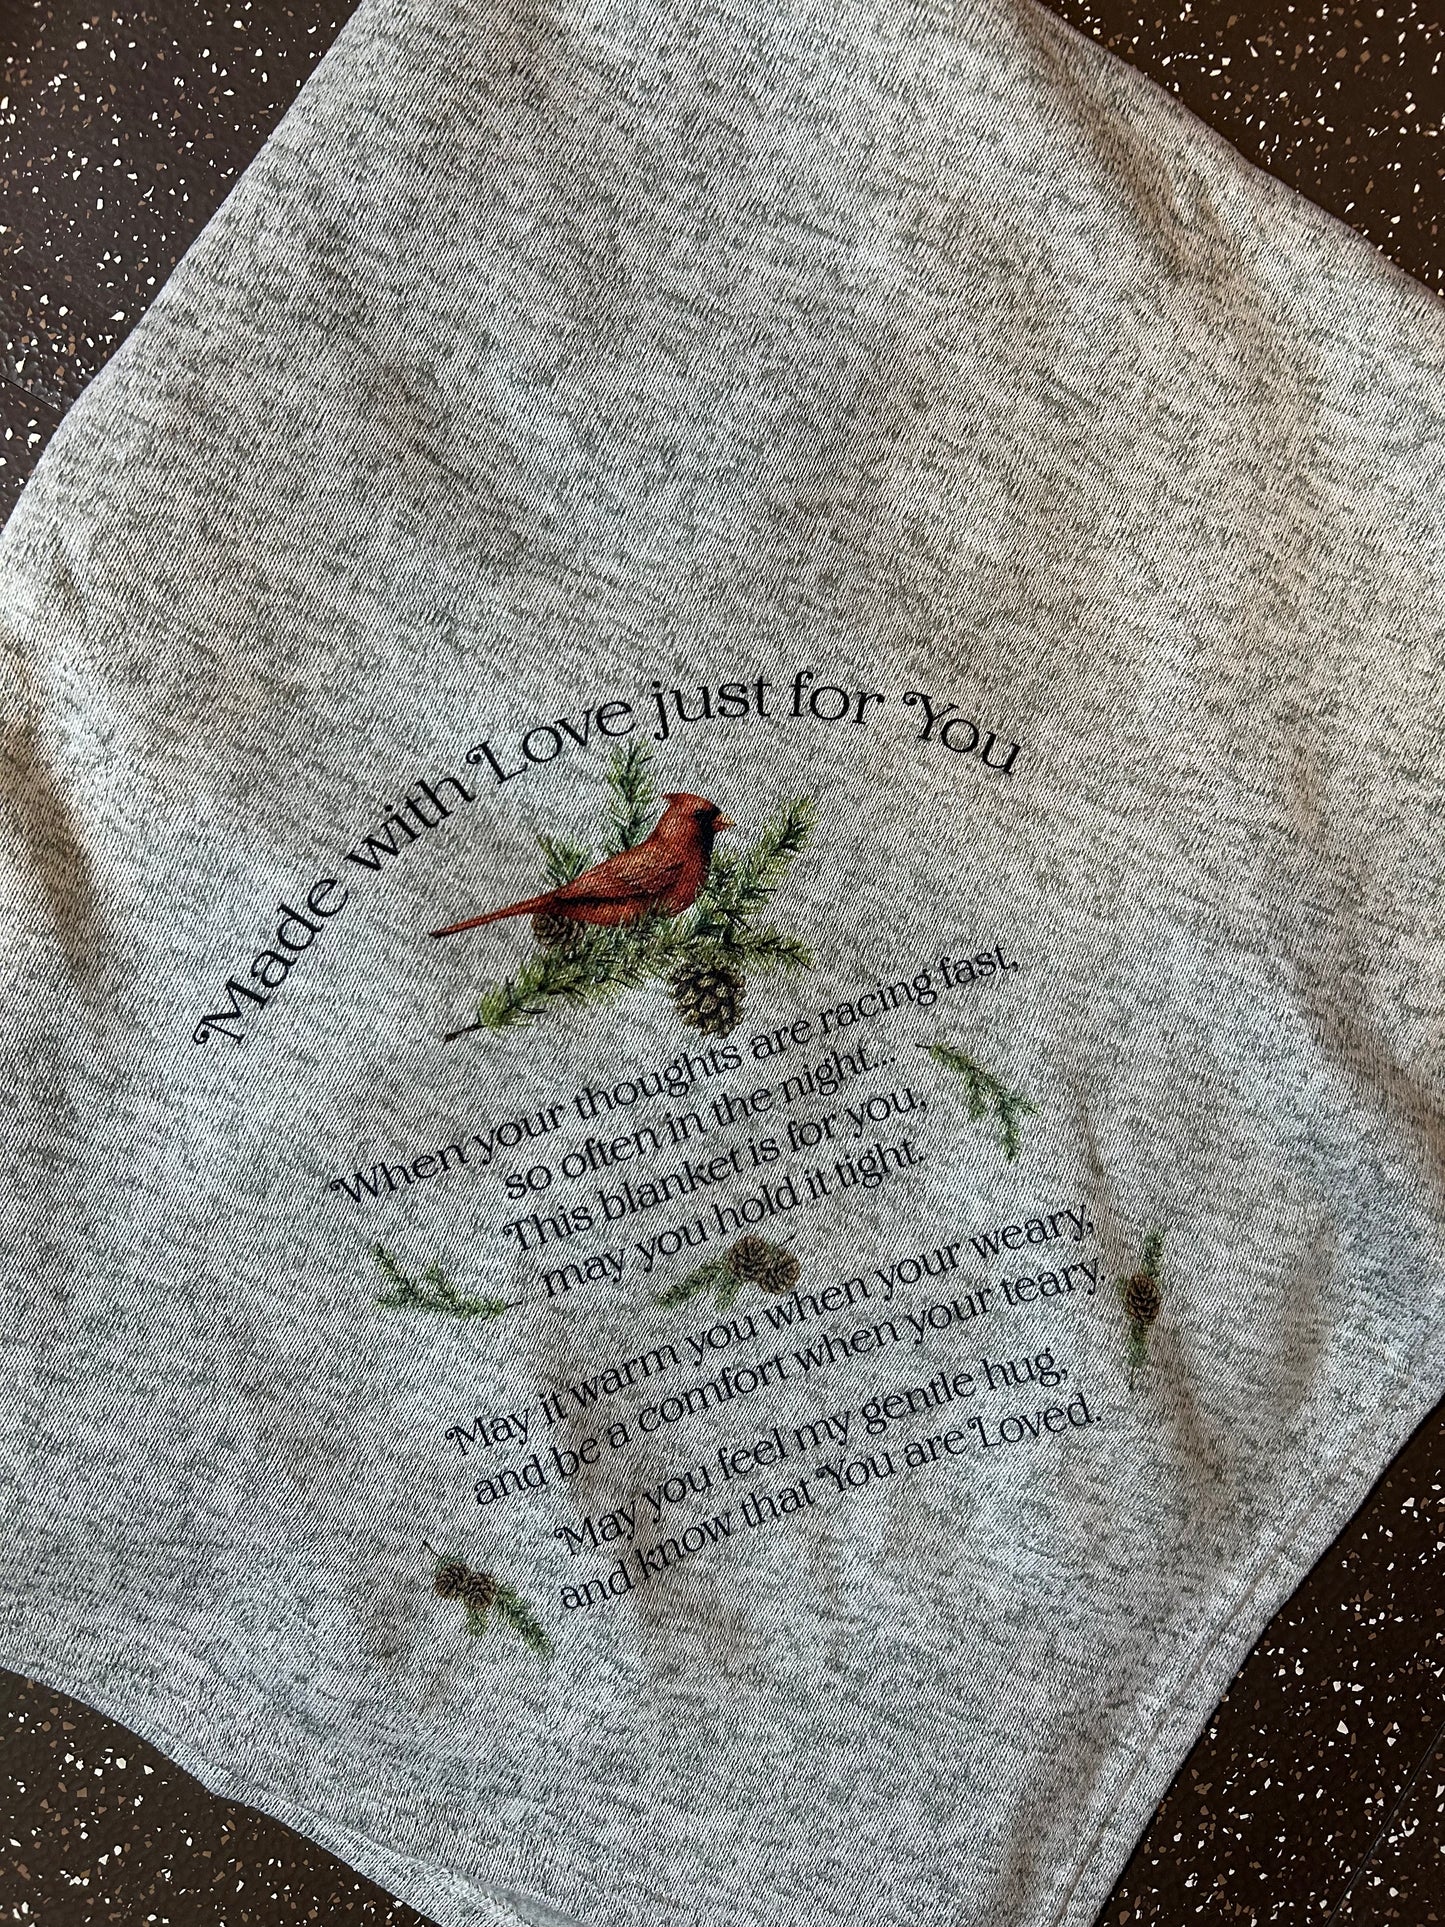 Made with Love just for You
When your thoughts are racing fast,
so often in the night...
This blanket is for you,
may you hold it tight.
May it warm you when your weary,
and be a comfort when your teary.
May you feel my gentle hug,
and know that You are Loved.